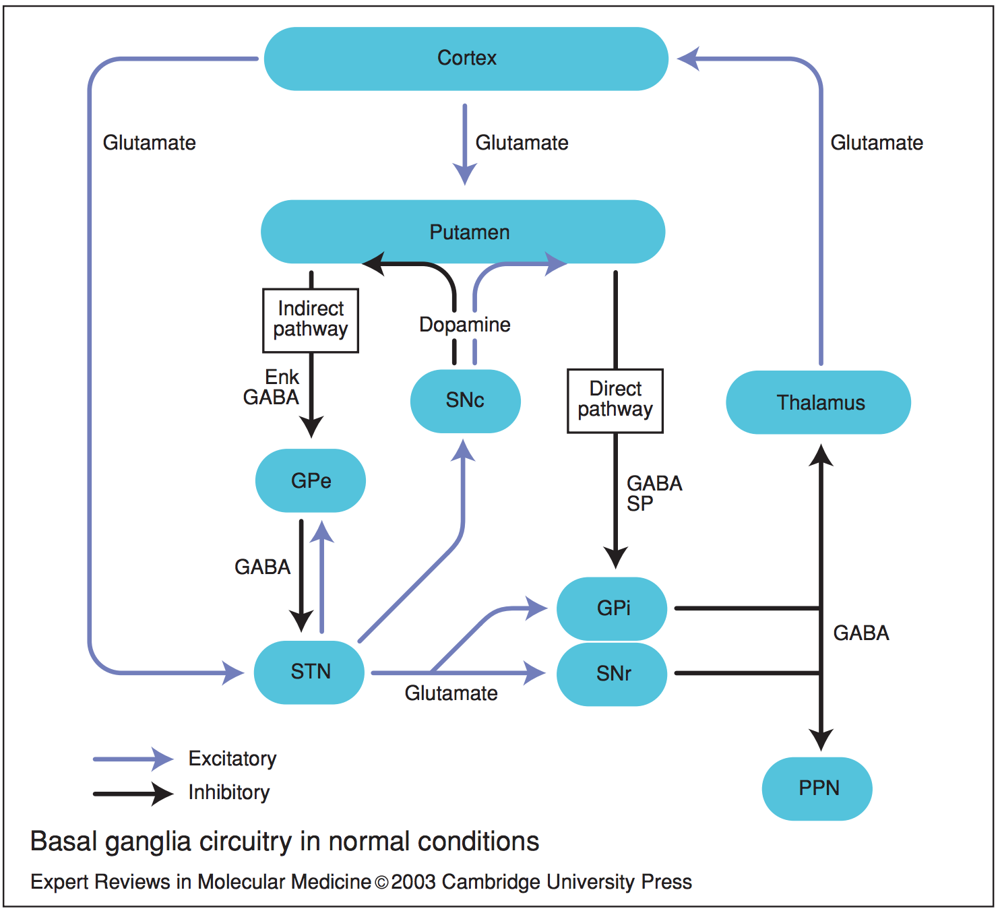 Cortex
Glutamate
Glutamate
Glutamate
Putamen
Indirect
pathway
Dopamine
Enk
GABA
SNc
Direct
pathway
Thalamus
GPe
GABA
SP
GABA
GPi
GABA
STN
SNr
Glutamate
Excitatory
Inhibitory
PPN
Basal ganglia circuitry in normal conditions
Expert Reviews in Molecular Medicine © 2003 Cambridge University Press